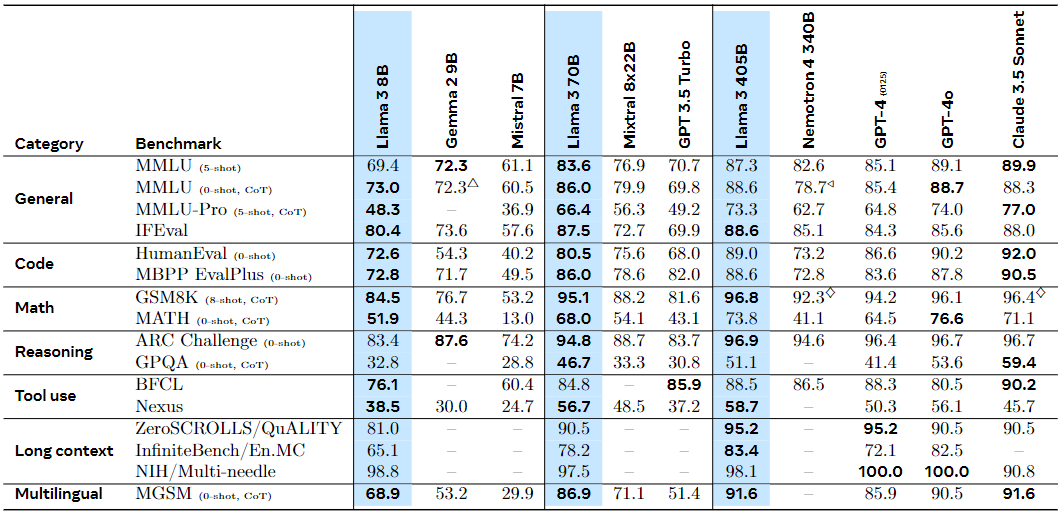 Category Benchmark Llama 3 8B Gemma 2 9B Mistral 7B Llama 3 70B Mixtral 8x22B GPT 3.5 Turbo Llama 3 405B Nemotron 4 340B GPT-4 (0125) GPT-4o Claude 3.5 Sonnet
General
MMLU (5-shot) 69.4 72.3 61.1 83.6 76.9 70.7 87.3 82.6 85.1 89.1 89.9
MMLU (0-shot, CoT) 73.0 72.3△ 60.5 86.0 79.9 69.8 88.6 78.7◁ 85.4 88.7 88.3
MMLU-Pro (5-shot, CoT) 48.3 – 36.9 66.4 56.3 49.2 73.3 62.7 64.8 74.0 77.0
IFEval 80.4 73.6 57.6 87.5 72.7 69.9 88.6 85.1 84.3 85.6 88.0
Code
HumanEval (0-shot) 72.6 54.3 40.2 80.5 75.6 68.0 89.0 73.2 86.6 90.2 92.0
MBPP EvalPlus (0-shot) 72.8 71.7 49.5 86.0 78.6 82.0 88.6 72.8 83.6 87.8 90.5
Math
GSM8K (8-shot, CoT) 84.5 76.7 53.2 95.1 88.2 81.6 96.8 92.3◇ 94.2 96.1 96.4◇
MATH (0-shot, CoT) 51.9 44.3 13.0 68.0 54.1 43.1 73.8 41.1 64.5 76.6 71.1
Reasoning
ARC Challenge (0-shot) 83.4 87.6 74.2 94.8 88.7 83.7 96.9 94.6 96.4 96.7 96.7
GPQA (0-shot, CoT) 32.8 – 28.8 46.7 33.3 30.8 51.1 – 41.4 53.6 59.4
Tool use
BFCL 76.1 – 60.4 84.8 – 85.9 88.5 86.5 88.3 80.5 90.2
Nexus 38.5 30.0 24.7 56.7 48.5 37.2 58.7 – 50.3 56.1 45.7
Long context
ZeroSCROLLS/QuALITY 81.0 – – 90.5 – – 95.2 – 95.2 90.5 90.5
InfiniteBench/En.MC 65.1 – – 78.2 – – 83.4 – 72.1 82.5 –
NIH/Multi-needle 98.8 – – 97.5 – – 98.1 – 100.0 100.0 90.8
Multilingual
MGSM (0-shot, CoT) 68.9 53.2 29.9 86.9 71.1 51.4 91.6 – 85.9 90.5 91.6